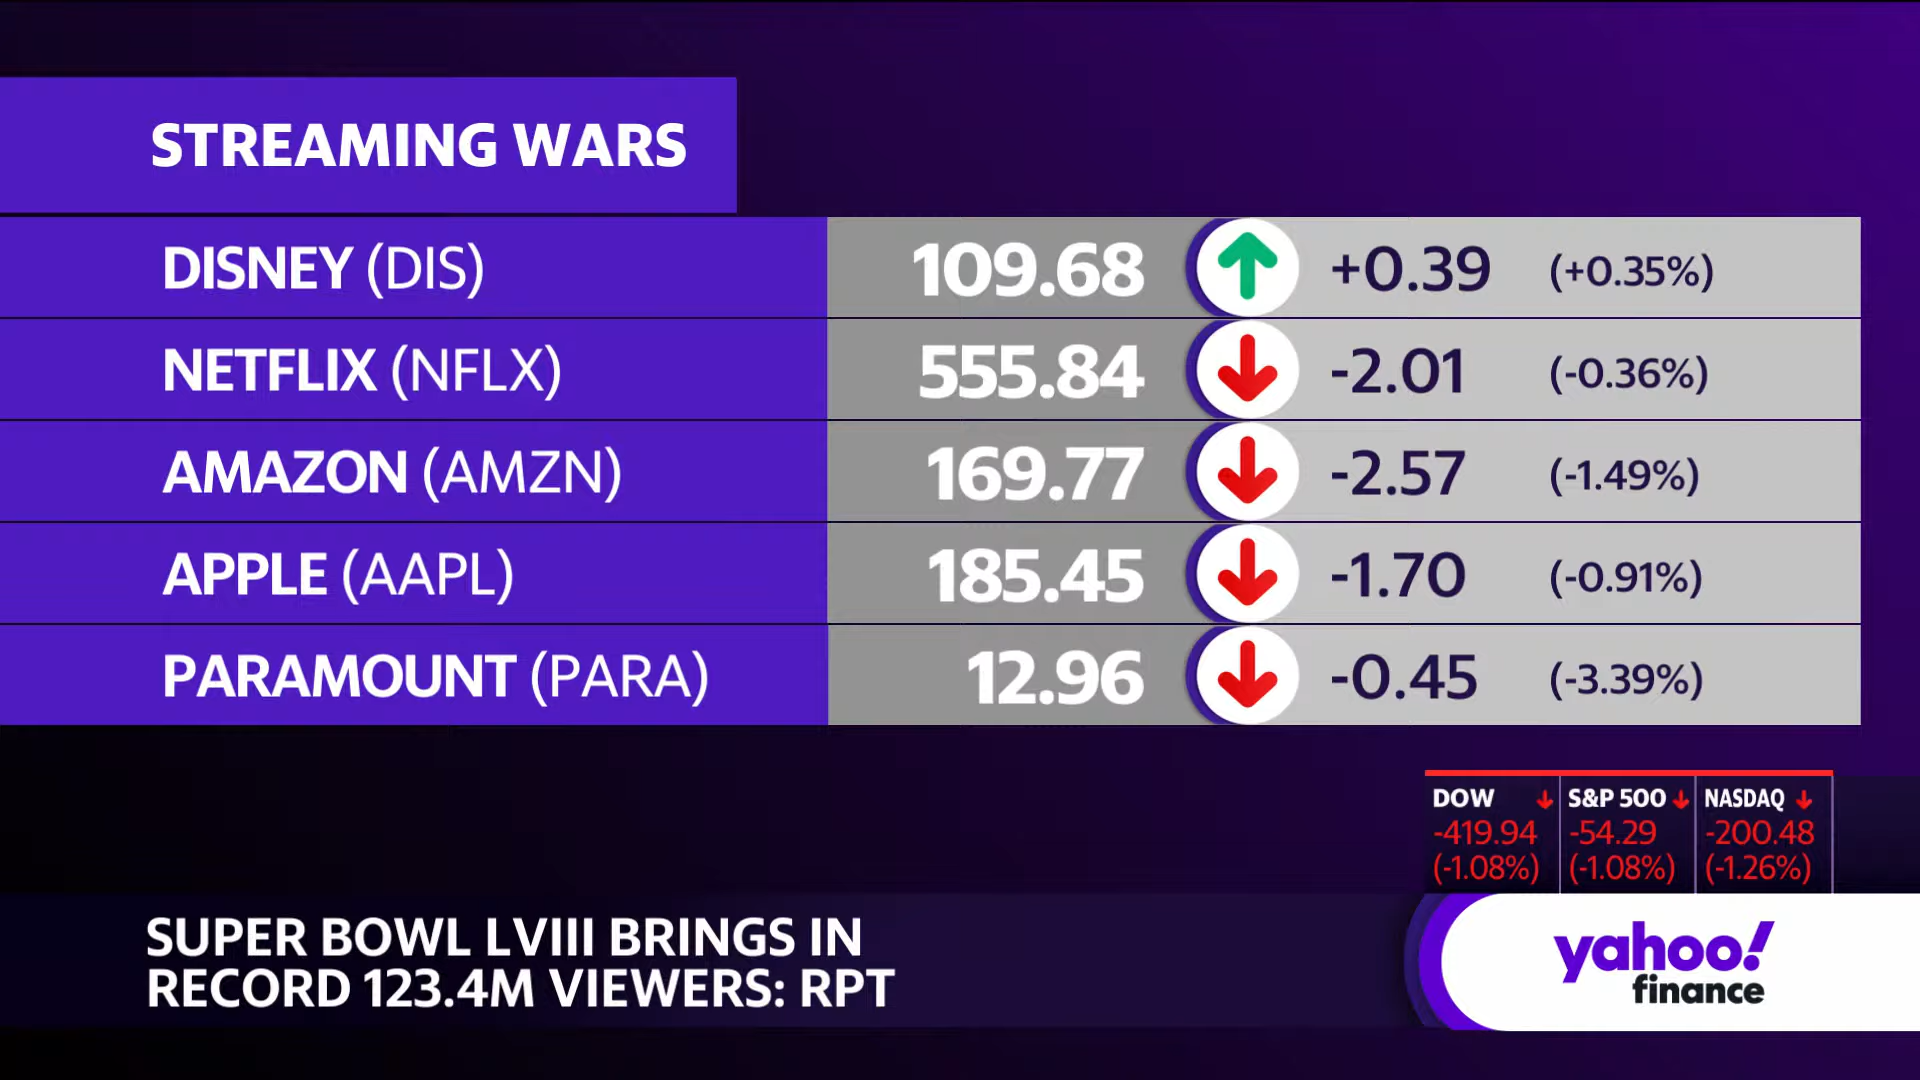 STREAMING WARS
DISNEY (DIS) 109.68 +0.39 (+0.35%)
NETFLIX (NFLX) 555.84 -2.01 (-0.36%)
AMAZON (AMZN) 169.77 -2.57 (-1.49%)
APPLE (AAPL) 185.45 -1.70 (-0.91%)
PARAMOUNT (PARA) 12.96 -0.45 (-3.39%)
DOW S&P 500 NASDAQ
-419.94 -54.29 -200.48
(-1.08%) (-1.08%) (-1.26%)
SUPER BOWL LVIII BRINGS IN
RECORD 123.4M VIEWERS: RPT
yahoo!
finance